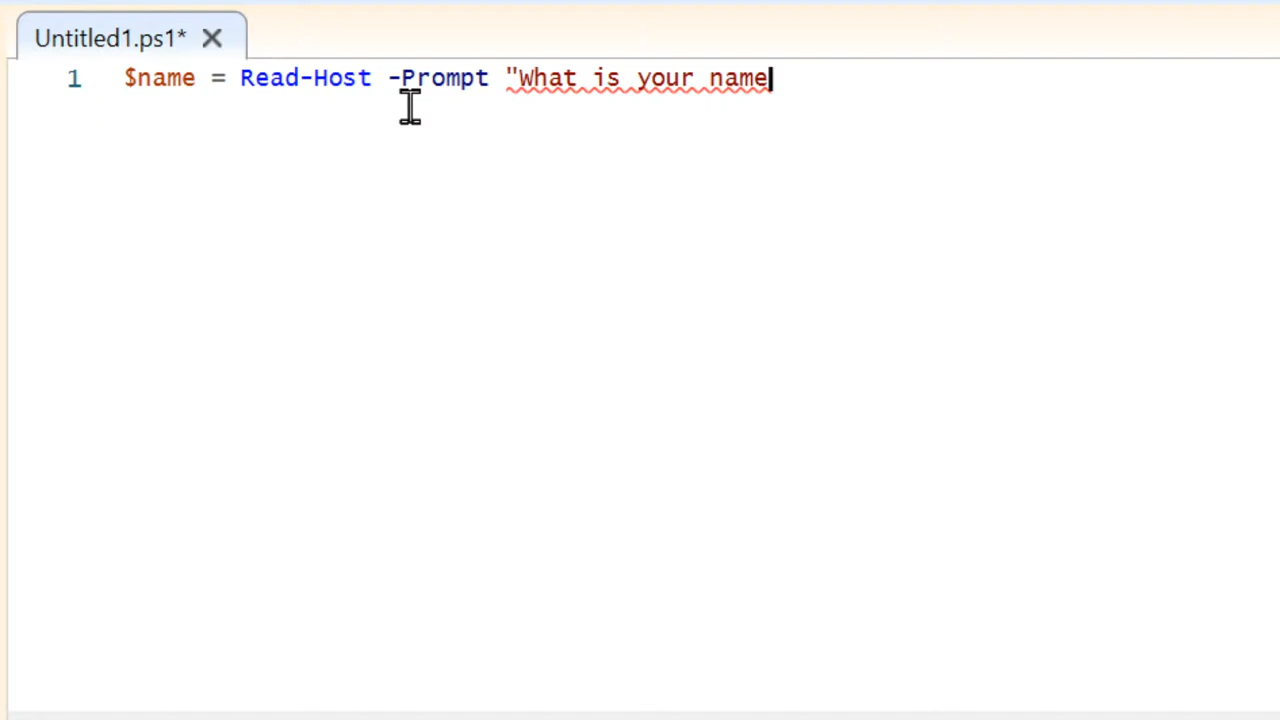 Untitled1.ps1*
1 $name = Read-Host -Prompt "What is your name